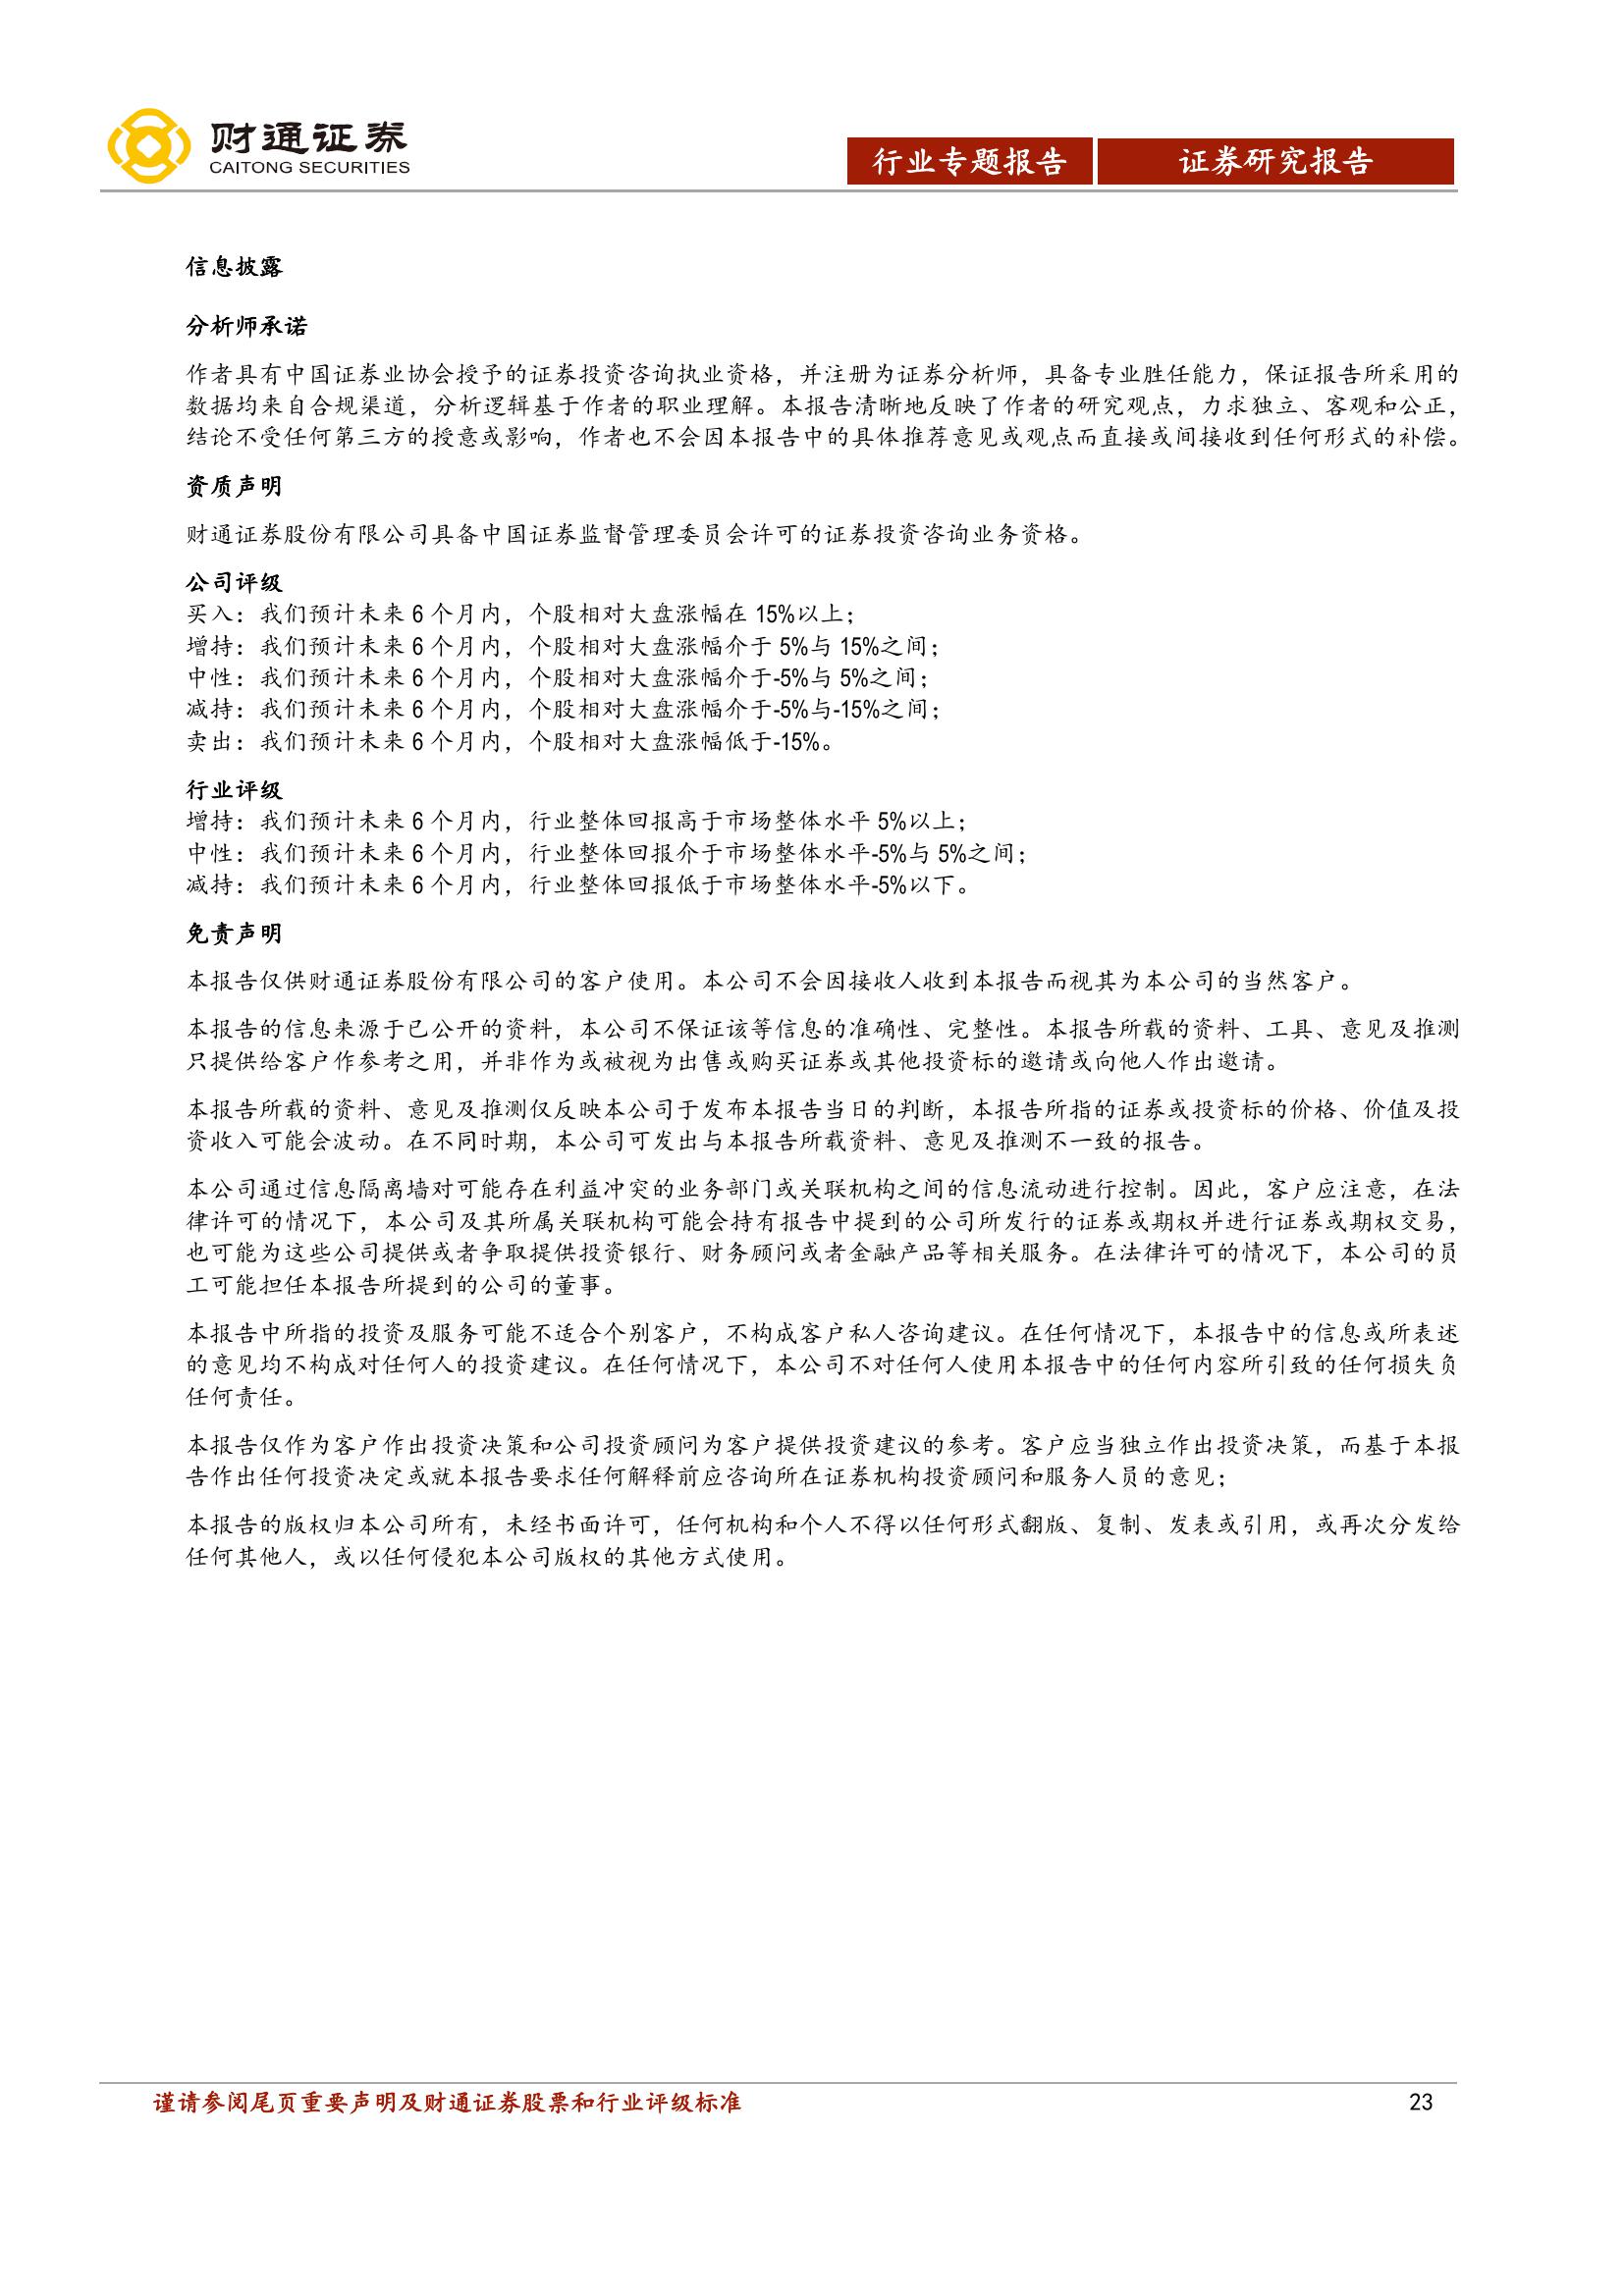 财通证券
CAITONG SECURITIES
行业专题报告
证券研究报告
信息披露
分析师承诺
作者具有中国证券业协会授予的证券投资咨询执业资格，并注册为证券分析师，具备专业胜任能力，保证报告所采用的
数据均来自合规渠道，分析逻辑基于作者的职业理解。本报告清晰地反映了作者的研究观点，力求独立、客观和公正，
结论不受任何第三方的授意或影响，作者也不会因本报告中的具体推荐意见或观点而直接或间接收到任何形式的补偿。
资质声明
财通证券股份有限公司具备中国证券监督管理委员会许可的证券投资咨询业务资格。
公司评级
买入：我们预计未来 6 个月内，个股相对大盘涨幅在 15%以上；
增持：我们预计未来 6 个月内，个股相对大盘涨幅介于 5%与 15%之间；
中性：我们预计未来 6 个月内，个股相对大盘涨幅介于-5%与 5%之间；
减持：我们预计未来 6 个月内，个股相对大盘涨幅介于-5%与-15%之间；
卖出：我们预计未来 6 个月内，个股相对大盘涨幅低于-15%。
行业评级
增持：我们预计未来 6 个月内，行业整体回报高于市场整体水平 5%以上；
中性：我们预计未来 6 个月内，行业整体回报介于市场整体水平-5%与 5%之间；
减持：我们预计未来 6 个月内，行业整体回报低于市场整体水平-5%以下。
免责声明
本报告仅供财通证券股份有限公司的客户使用。本公司不会因接收人收到本报告而视其为本公司的当然客户。
本报告的信息来源于已公开的资料，本公司不保证该等信息的准确性、完整性。本报告所载的资料、工具、意见及推测
只提供给客户作参考之用，并非作为或被视为出售或购买证券或其他投资标的邀请或向他人作出邀请。
本报告所载的资料、意见及推测仅反映本公司于发布本报告当日的判断，本报告所指的证券或投资标的价格、价值及投
资收入可能会波动。在不同时期，本公司可发出与本报告所载资料、意见及推测不一致的报告。
本公司通过信息隔离墙对可能存在利益冲突的业务部门或关联机构之间的信息流动进行控制。因此，客户应注意，在法
律许可的情况下，本公司及其所属关联机构可能会持有报告中提到的公司所发行的证券或期权并进行证券或期权交易，
也可能为这些公司提供或者争取提供投资银行、财务顾问或者金融产品等相关服务。在法律许可的情况下，本公司的员
工可能担任本报告所提到的公司的董事。
本报告中所指的投资及服务可能不适合个别客户，不构成客户私人咨询建议。在任何情况下，本报告中的信息或所表述
的意见均不构成对任何人的投资建议。在任何情况下，本公司不对任何人使用本报告中的任何内容所引致的任何损失负
任何责任。
本报告仅作为客户作出投资决策和公司投资顾问为客户提供投资建议的参考。客户应当独立作出投资决策，而基于本报
告作出任何投资决定或就本报告要求任何解释前应咨询所在证券机构投资顾问和服务人员的意见；
本报告的版权归本公司所有，未经书面许可，任何机构和个人不得以任何形式翻版、复制、发表或引用，或再次分发给
任何其他人，或以任何侵犯本公司版权的其他方式使用。
谨请参阅尾页重要声明及财通证券股票和行业评级标准
23